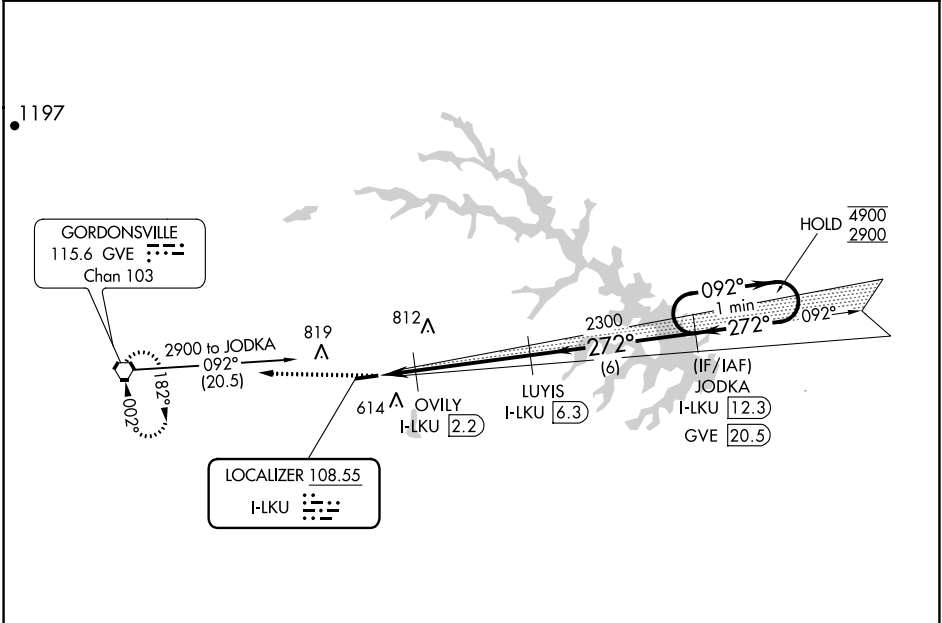 1197
GORDONSVILLE
115.6 GVE
Chan 103
HOLD 4900
2900
092°
1 min
272°
092°
2300
272°
(6)
812
819
2900 to JODKA
092°
(20.5)
182°
002°
(IF/IAF)
JODKA
I-LKU 12.3
GVE 20.5
LUYIS
I-LKU 6.3
614
OVILY
I-LKU 2.2
LOCALIZER 108.55
I-LKU